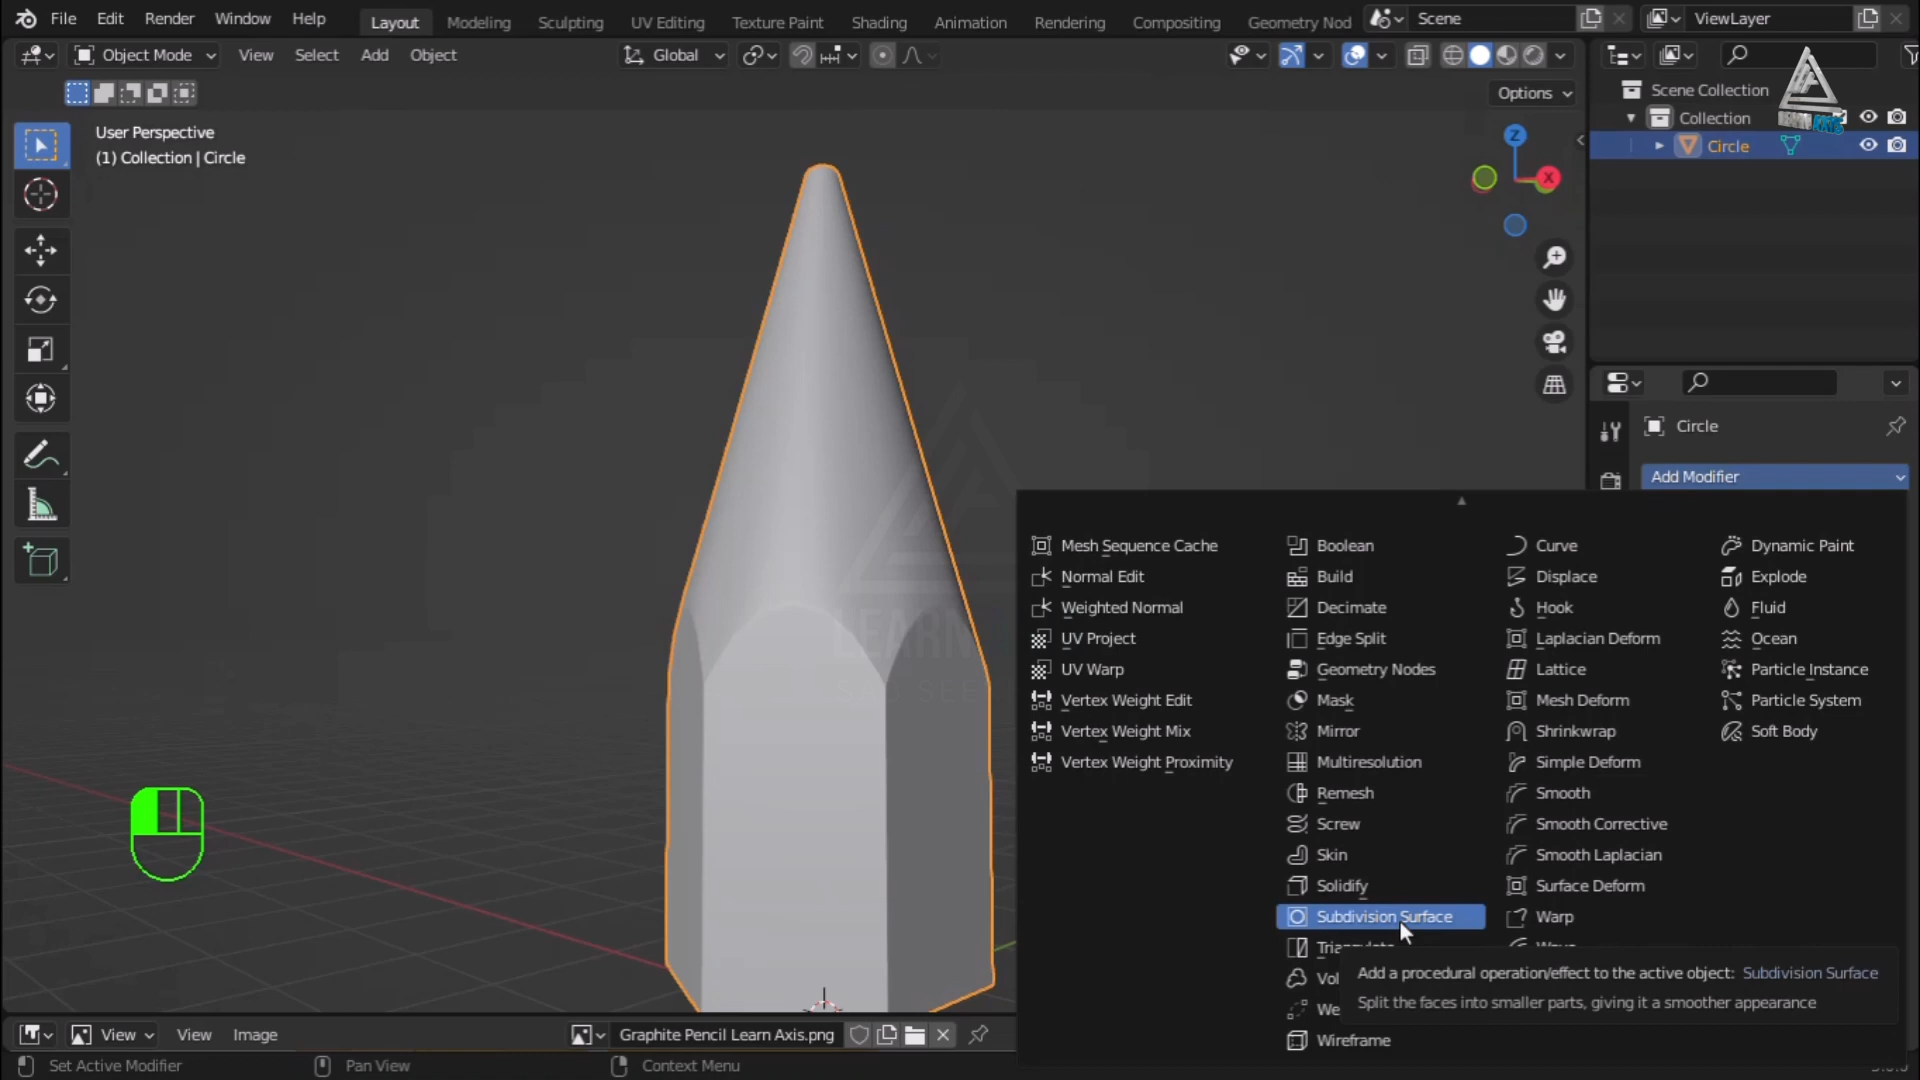 File Edit Render Window Help Layout Modeling Sculpting UV Editing Texture Paint Shading Animation Rendering Compositing Geometry Nod Scene ViewLayer
Object Mode View Select Add Object Global
Options
User Perspective
(1) Collection | Circle
Scene Collection
Collection
Circle
Z
X
Circle
Add Modifier
Mesh Sequence Cache Boolean Curve Dynamic Paint
Normal Edit Build Displace Explode
Weighted Normal Decimate Hook Fluid
UV Project Edge Split Laplacian Deform Ocean
UV Warp Geometry Nodes Lattice Particle Instance
Vertex Weight Edit Mask Mesh Deform Particle System
Vertex Weight Mix Mirror Shrinkwrap Soft Body
Vertex Weight Proximity Multiresolution Simple Deform
Remesh Smooth
Screw Smooth Corrective
Skin Smooth Laplacian
Solidify Surface Deform
Subdivision Surface Warp
Add a procedural operation/effect to the active object: Subdivision Surface
Split the faces into smaller parts, giving it a smoother appearance
Wireframe
LEARN
View View Image Graphite Pencil Learn Axis.png
Set Active Modifier Pan View Context Menu